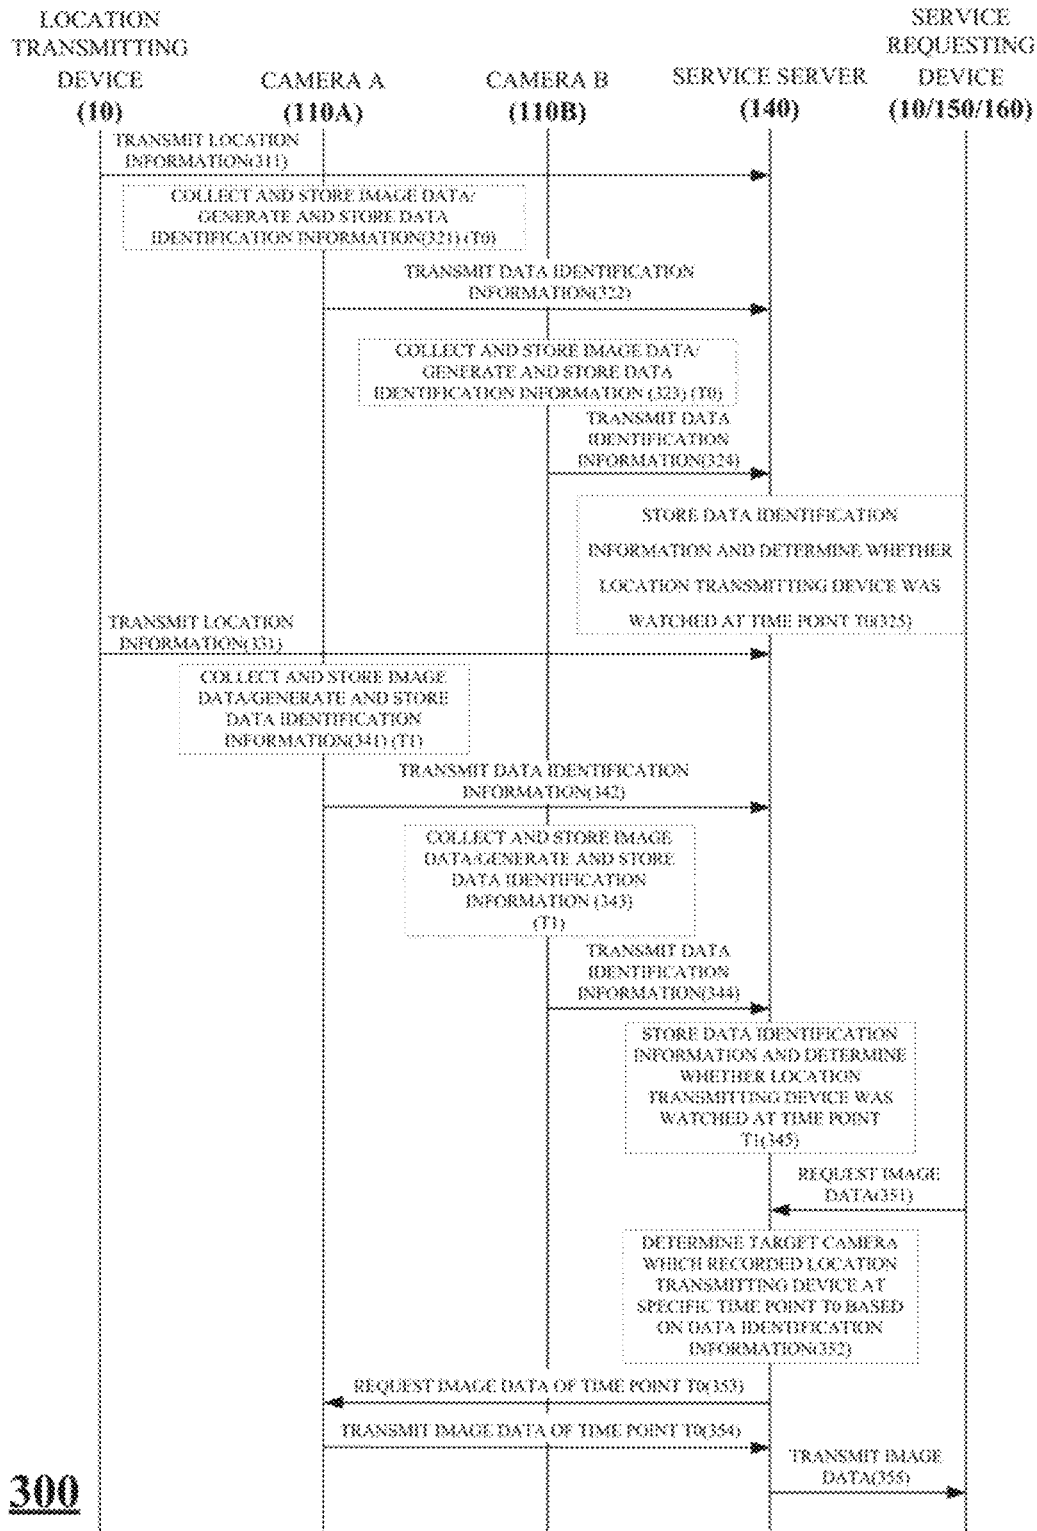 LOCATION
TRANSMITTING
DEVICE
(10)
CAMERA A
(110A)
CAMERA B
(110B)
SERVICE SERVER
(140)
SERVICE
REQUESTING
DEVICE
(10/150/160)
TRANSMIT LOCATION
INFORMATION(311)
COLLECT AND STORE IMAGE DATA/
GENERATE AND STORE DATA
IDENTIFICATION INFORMATION(321) (T0)
TRANSMIT DATA IDENTIFICATION
INFORMATION(322)
COLLECT AND STORE IMAGE DATA/
GENERATE AND STORE DATA
IDENTIFICATION INFORMATION (323) (T0)
TRANSMIT DATA
IDENTIFICATION
INFORMATION(324)
STORE DATA IDENTIFICATION
INFORMATION AND DETERMINE WHETHER
LOCATION TRANSMITTING DEVICE WAS
WATCHED AT TIME POINT T0(325)
TRANSMIT LOCATION
INFORMATION(331)
COLLECT AND STORE IMAGE
DATA/GENERATE AND STORE
DATA IDENTIFICATION
INFORMATION(341) (T1)
TRANSMIT DATA IDENTIFICATION
INFORMATION(342)
COLLECT AND STORE IMAGE
DATA/GENERATE AND STORE
DATA IDENTIFICATION
INFORMATION (343)
(T1)
TRANSMIT DATA
IDENTIFICATION
INFORMATION(344)
STORE DATA IDENTIFICATION
INFORMATION AND DETERMINE
WHETHER LOCATION
TRANSMITTING DEVICE WAS
WATCHED AT TIME POINT
T1(345)
REQUEST IMAGE
DATA(351)
DETERMINE TARGET CAMERA
WHICH RECORDED LOCATION
TRANSMITTING DEVICE AT
SPECIFIC TIME POINT T0 BASED
ON DATA IDENTIFICATION
INFORMATION(352)
REQUEST IMAGE DATA OF TIME POINT T0(353)
TRANSMIT IMAGE DATA OF TIME POINT T0(354)
TRANSMIT IMAGE
DATA(355)
300